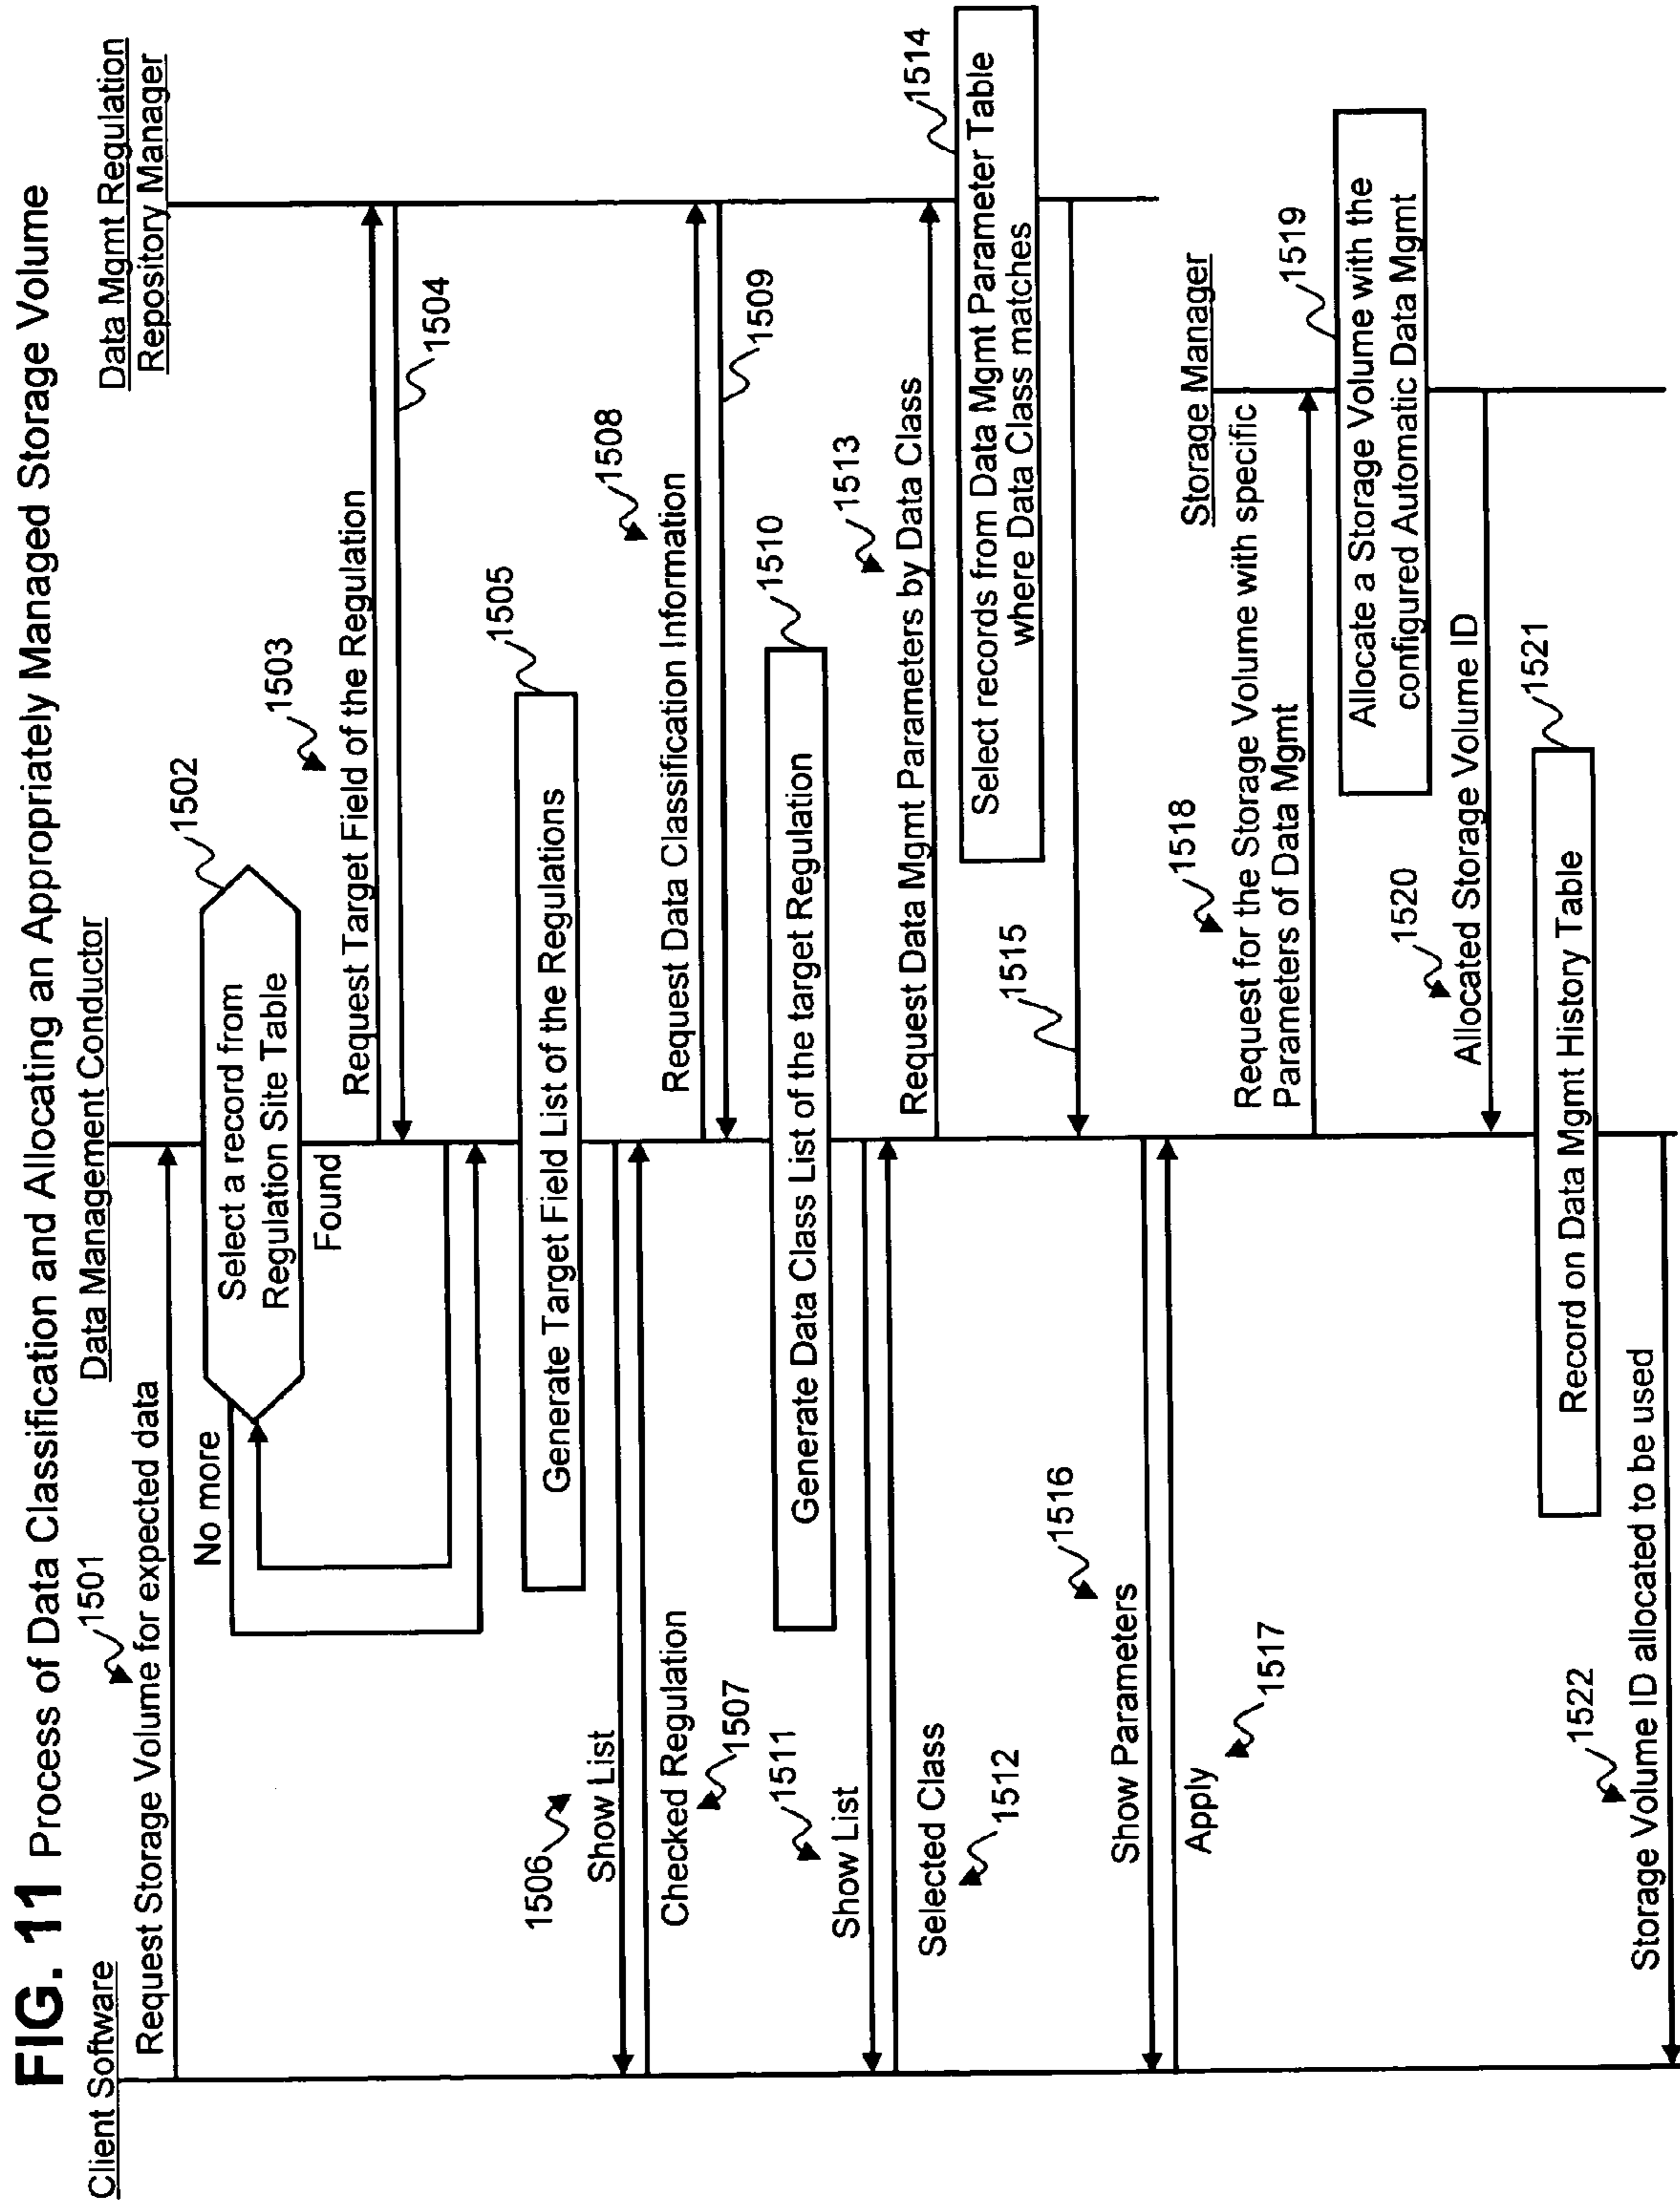 FIG. 11 Process of Data Classification and Allocating an Appropriately Managed Storage Volume
Client Software
Data Management Conductor
Data Mgmt Regulation
Repository Manager
1501
Request Storage Volume for expected data
1502
Select a record from
Regulation Site Table
No more
Found
1503
Request Target Field of the Regulation
1504
1505
Generate Target Field List of the Regulations
1506
Show List
Checked Regulation
1507
1508
Request Data Classification Information
1509
1510
Generate Data Class List of the target Regulation
1511
Show List
Selected Class
1512
1513
Request Data Mgmt Parameters by Data Class
1514
Select records from Data Mgmt Parameter Table
where Data Class matches
1515
1516
Show Parameters
Apply
1517
Storage Manager
1518
Request for the Storage Volume with specific
Parameters of Data Mgmt
1519
Allocate a Storage Volume with the
configured Automatic Data Mgmt
1520
Allocated Storage Volume ID
1521
Record on Data Mgmt History Table
1522
Storage Volume ID allocated to be used